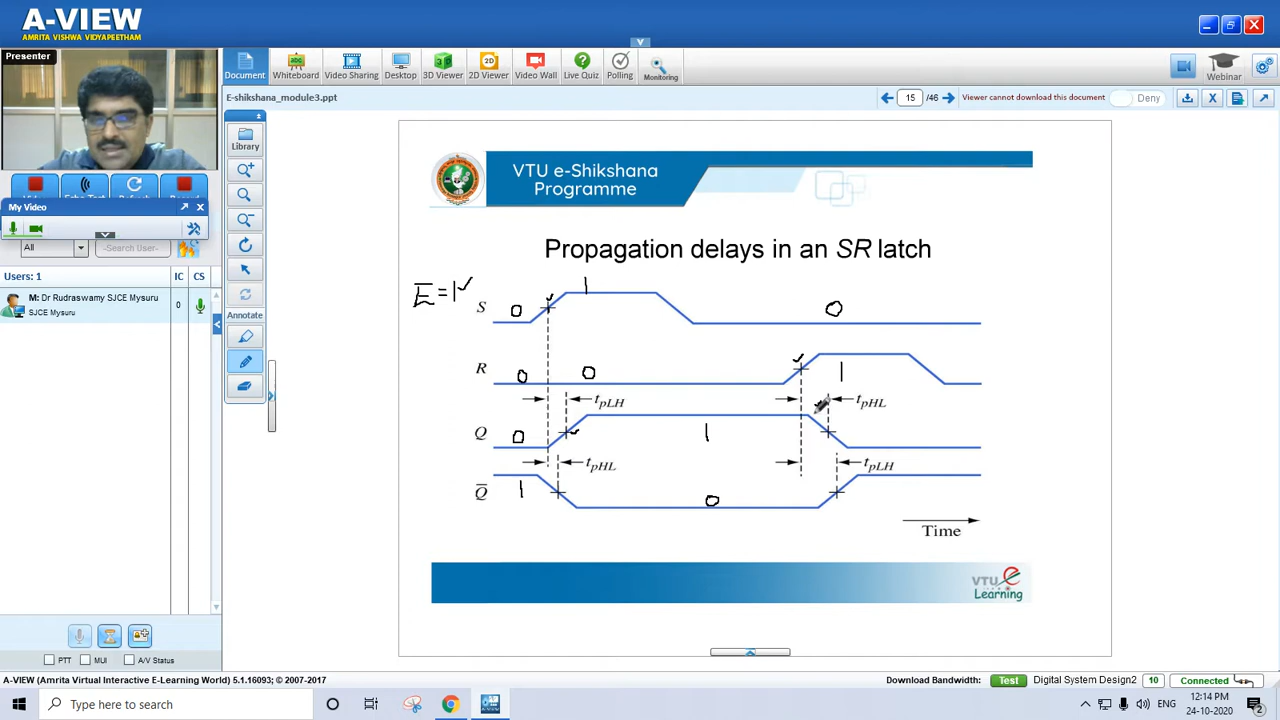 A-VIEW
AMRITA VISHWA VIDYAPEETHAM
Presenter
Document
Whiteboard
Video Sharing
Desktop
3D Viewer
2D Viewer
Video Wall
Live Quiz
Polling
Monitoring
Webinar
E-shikshana_module3.ppt
15 /46
Viewer cannot download this document
Deny
Library
Annotate
My Video
All
-Search User-
Users: 1
IC CS
M: Dr Rudraswamy SJCE Mysuru
SJCE Mysuru
0
PTT
MUI
A/V Status
VTU e-Shikshana
Programme
Propagation delays in an SR latch
E̅=1✓
S 0 1 0
R 0 0 1
tpLH tpHL
Q 0 1
tpHL tpLH
Q̅ 1 0
Time
VTU e
Learning
A-VIEW (Amrita Virtual Interactive E-Learning World) 5.1.16093; © 2007-2017
Download Bandwidth: Test Digital System Design2 10 Connected
Type here to search
ENG
12:14 PM
24-10-2020
2